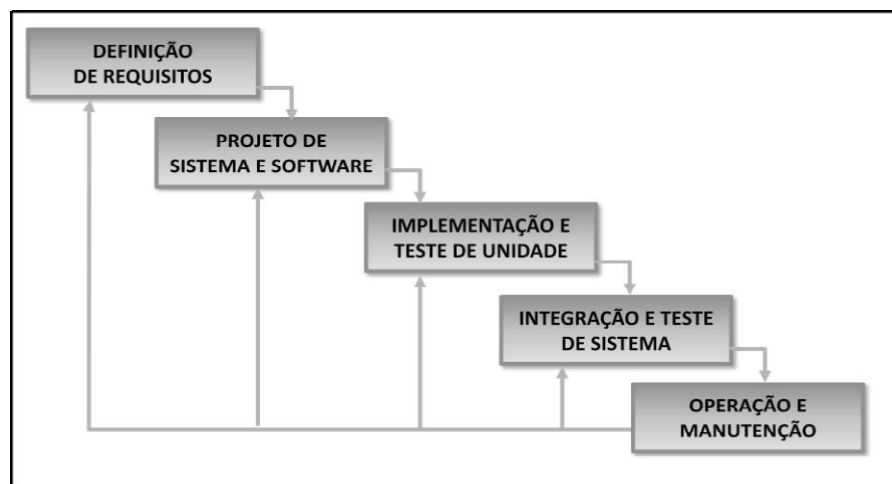 DEFINIÇÃO
DE REQUISITOS
PROJETO DE
SISTEMA E SOFTWARE
IMPLEMENTAÇÃO E
TESTE DE UNIDADE
INTEGRAÇÃO E TESTE
DE SISTEMA
OPERAÇÃO E
MANUTENÇÃO